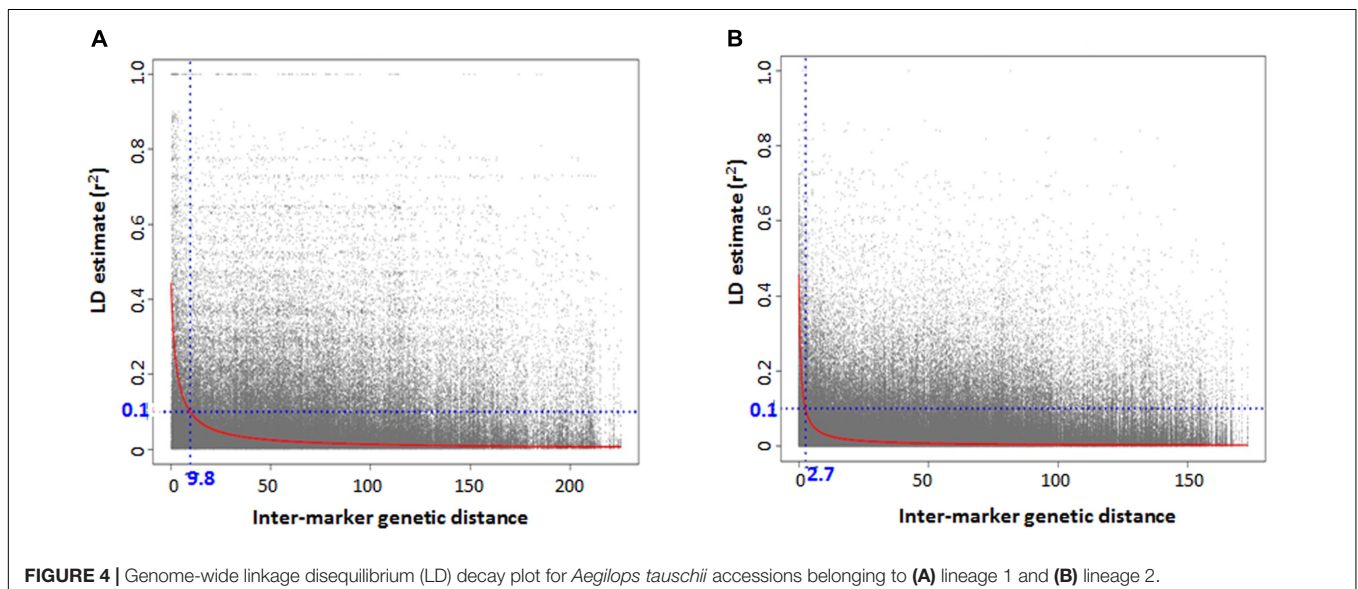 A
LD estimate (r²)
1.0
0.8
0.6
0.4
0.2
0.1
0
0 9.8 50 100 150 200
Inter-marker genetic distance
B
LD estimate (r²)
1.0
0.8
0.6
0.4
0.2
0.1
0
0 2.7 50 100 150
Inter-marker genetic distance
FIGURE 4 | Genome-wide linkage disequilibrium (LD) decay plot for Aegilops tauschii accessions belonging to (A) lineage 1 and (B) lineage 2.